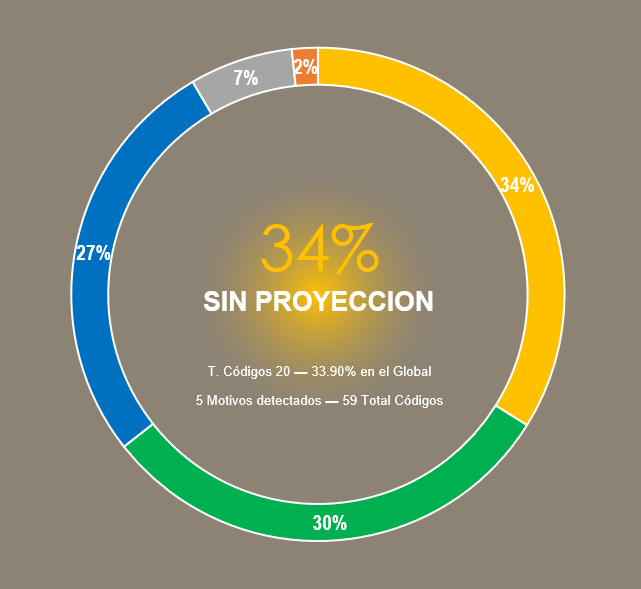 2%
7%
34%
27%
34%
SIN PROYECCION
T. Códigos 20 — 33.90% en el Global
5 Motivos detectados — 59 Total Códigos
30%